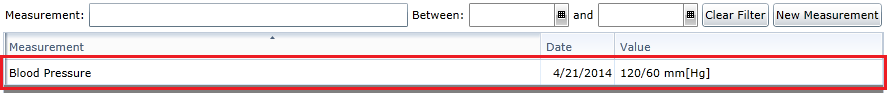 Measurement: Between: and Clear Filter New Measurement
Measurement Date Value
Blood Pressure 4/21/2014 120/60 mm[Hg]